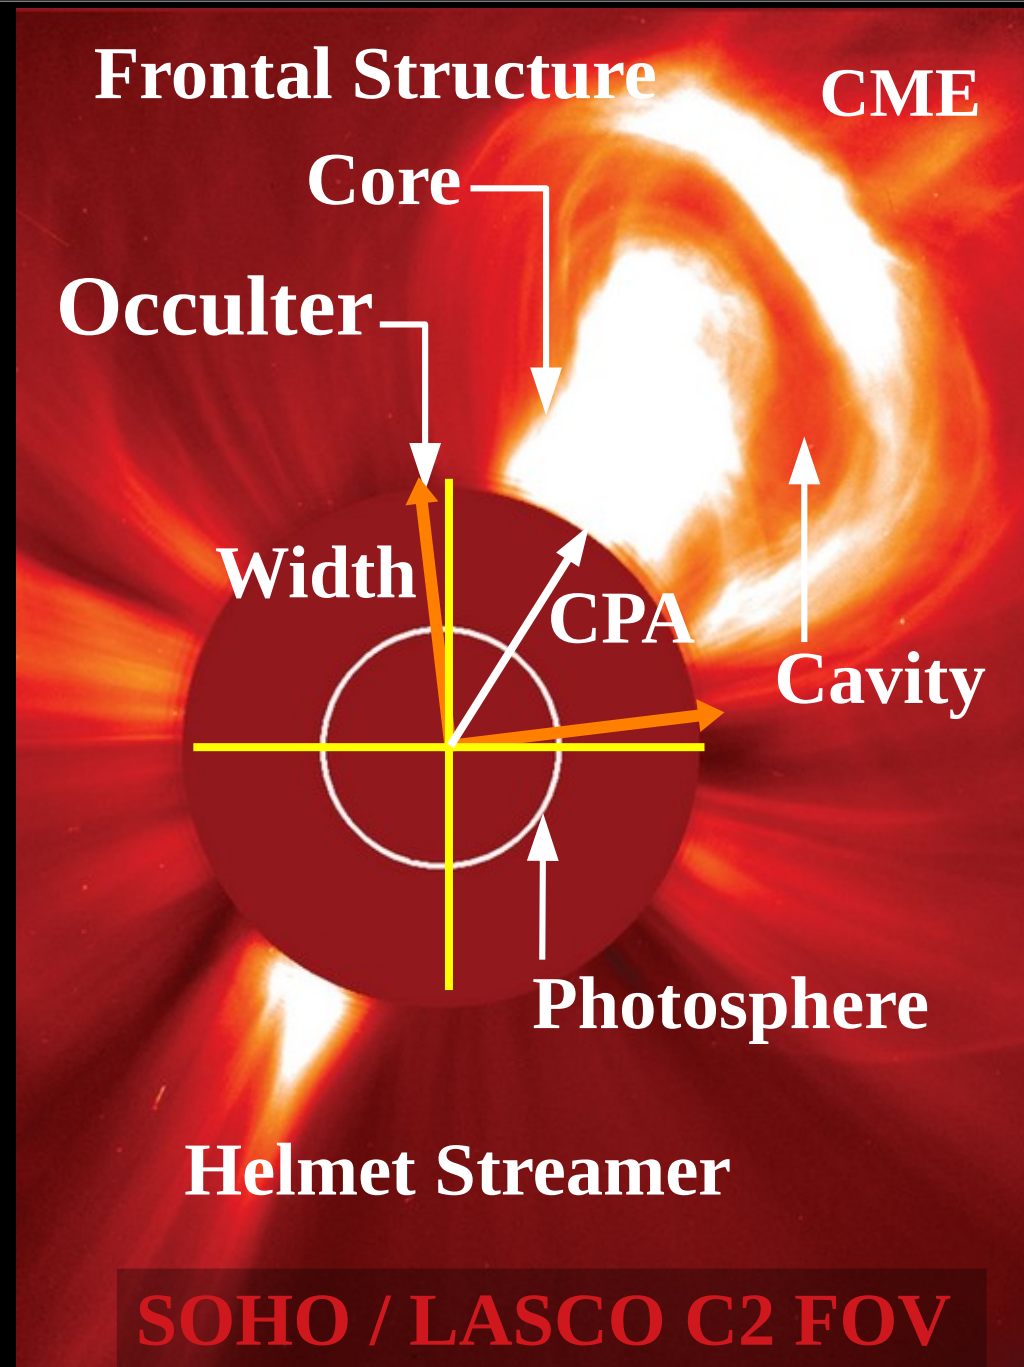 Frontal Structure
CME
Core
Occulter
Width
CPA
Cavity
Photosphere
Helmet Streamer
SOHO / LASCO C2 FOV